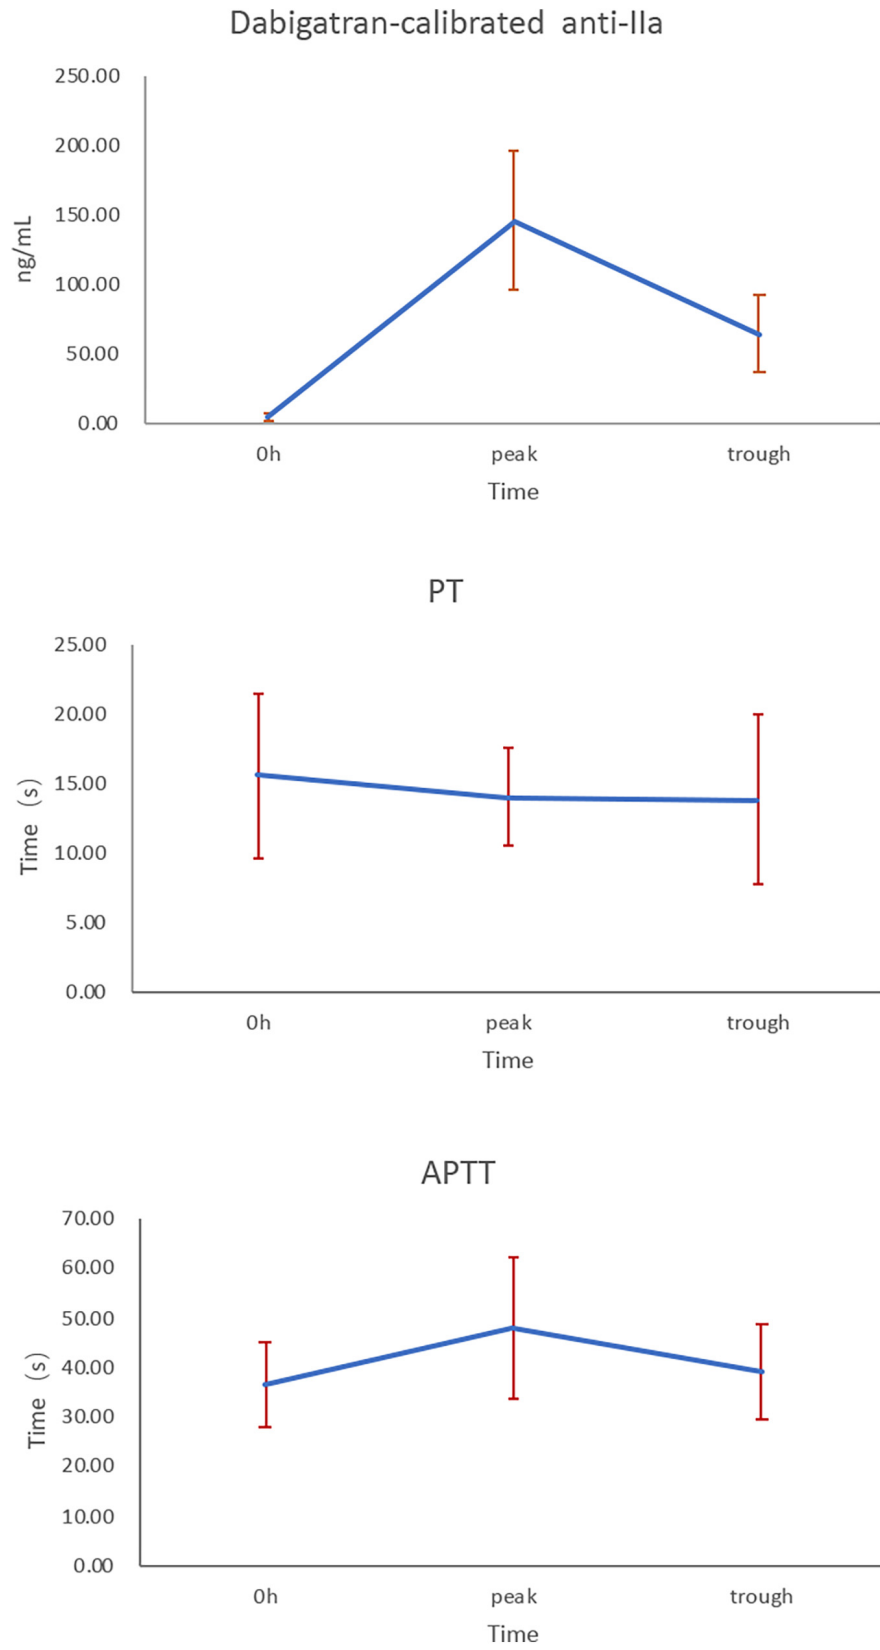 Dabigatran-calibrated anti-IIa
250.00
200.00
150.00
100.00
50.00
0.00
ng/mL
0h peak trough
Time
PT
25.00
20.00
15.00
10.00
5.00
0.00
Time (s)
0h peak trough
Time
APTT
70.00
60.00
50.00
40.00
30.00
20.00
10.00
0.00
Time (s)
0h peak trough
Time